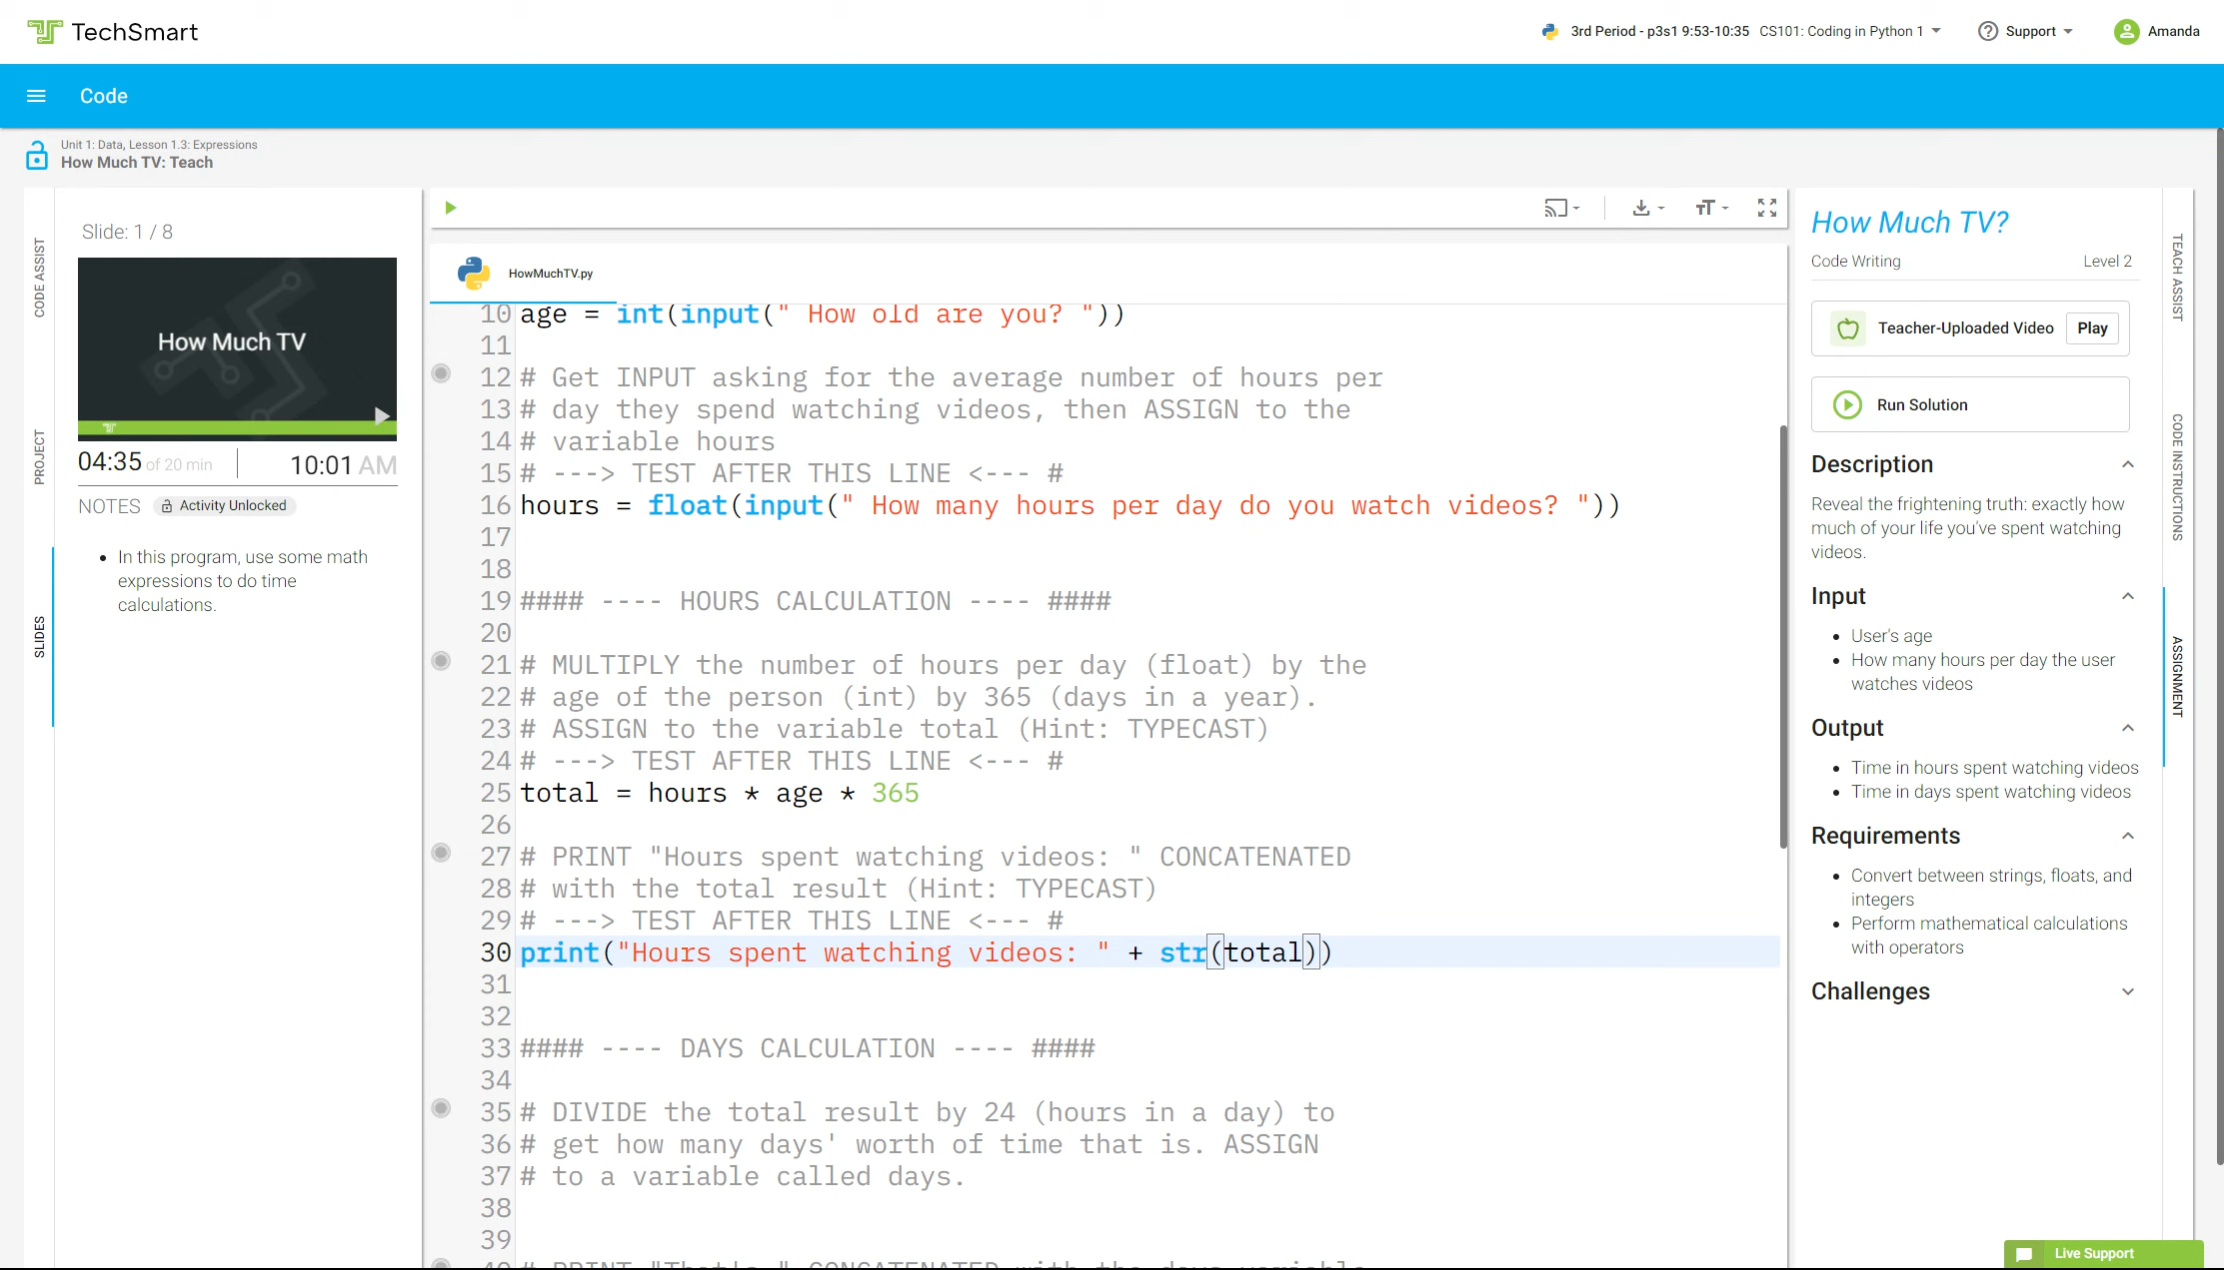 TechSmart
3rd Period - p3s1 9:53-10:35 CS101: Coding in Python 1
Support
Amanda
Code
Unit 1: Data, Lesson 1.3: Expressions
How Much TV: Teach
CODE ASSIST
PROJECT
SLIDES
Slide: 1 / 8
How Much TV
04:35 of 20 min
10:01 AM
NOTES Activity Unlocked
• In this program, use some math
expressions to do time
calculations.
HowMuchTV.py
10 age = int(input(" How old are you? "))
11
12 # Get INPUT asking for the average number of hours per
13 # day they spend watching videos, then ASSIGN to the
14 # variable hours
15 # ---> TEST AFTER THIS LINE <--- #
16 hours = float(input(" How many hours per day do you watch videos? "))
17
18
19 #### ---- HOURS CALCULATION ---- ####
20
21 # MULTIPLY the number of hours per day (float) by the
22 # age of the person (int) by 365 (days in a year).
23 # ASSIGN to the variable total (Hint: TYPECAST)
24 # ---> TEST AFTER THIS LINE <--- #
25 total = hours * age * 365
26
27 # PRINT "Hours spent watching videos: " CONCATENATED
28 # with the total result (Hint: TYPECAST)
29 # ---> TEST AFTER THIS LINE <--- #
30 print("Hours spent watching videos: " + str(total))
31
32
33 #### ---- DAYS CALCULATION ---- ####
34
35 # DIVIDE the total result by 24 (hours in a day) to
36 # get how many days' worth of time that is. ASSIGN
37 # to a variable called days.
38
39
40 # PRINT "That's " CONCATENATED with the days variable
How Much TV?
Code Writing Level 2
Teacher-Uploaded Video Play
Run Solution
Description
Reveal the frightening truth: exactly how
much of your life you've spent watching
videos.
Input
• User's age
• How many hours per day the user
watches videos
Output
• Time in hours spent watching videos
• Time in days spent watching videos
Requirements
• Convert between strings, floats, and
integers
• Perform mathematical calculations
with operators
Challenges
TEACH ASSIST
CODE INSTRUCTIONS
ASSIGNMENT
Live Support